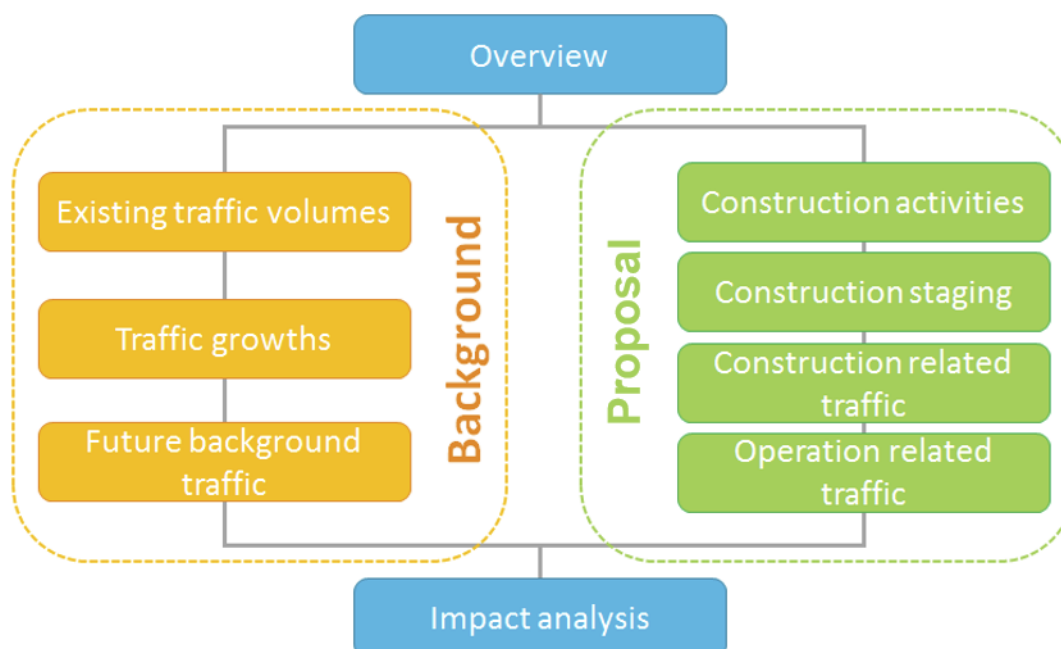 Overview
Existing traffic volumes
Traffic growths
Future background
traffic
Background
Proposal
Construction activities
Construction staging
Construction related
traffic
Operation related
traffic
Impact analysis